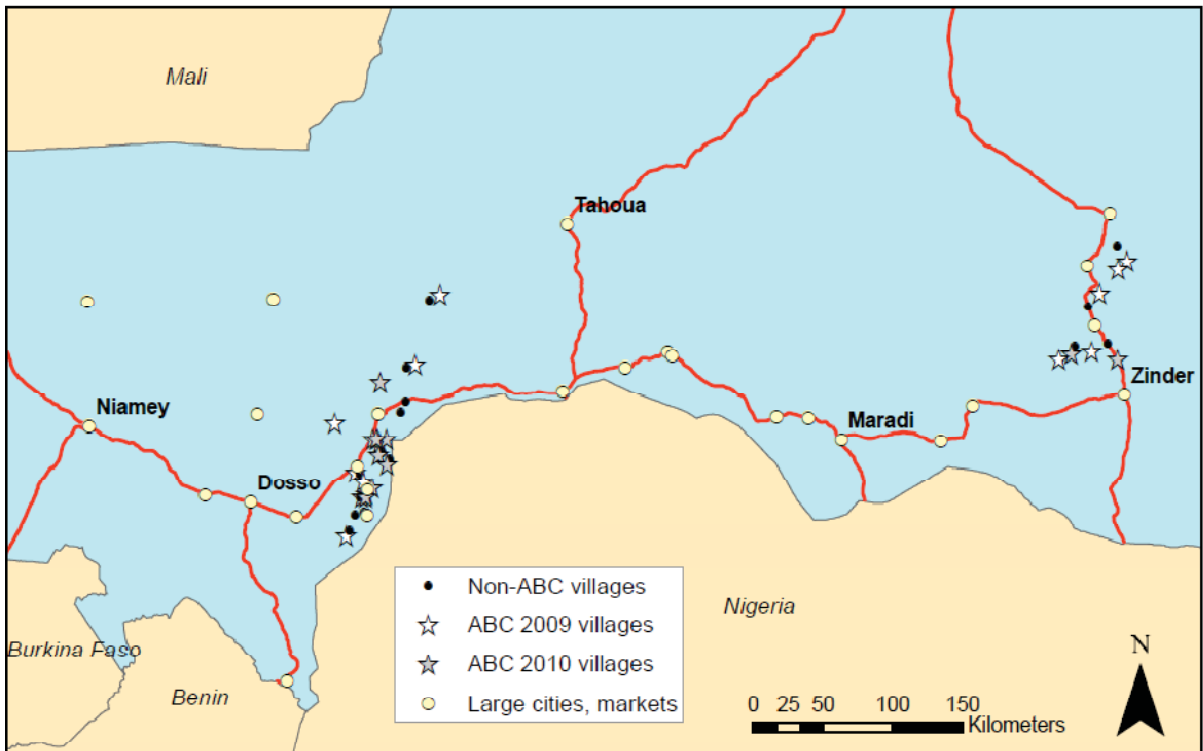 Mali
Tahoua
Niamey
Zinder
Maradi
Dosso
Non-ABC villages
ABC 2009 villages
ABC 2010 villages
Large cities, markets
Nigeria
Burkina Faso
Benin
N
0 25 50 100 150
Kilometers